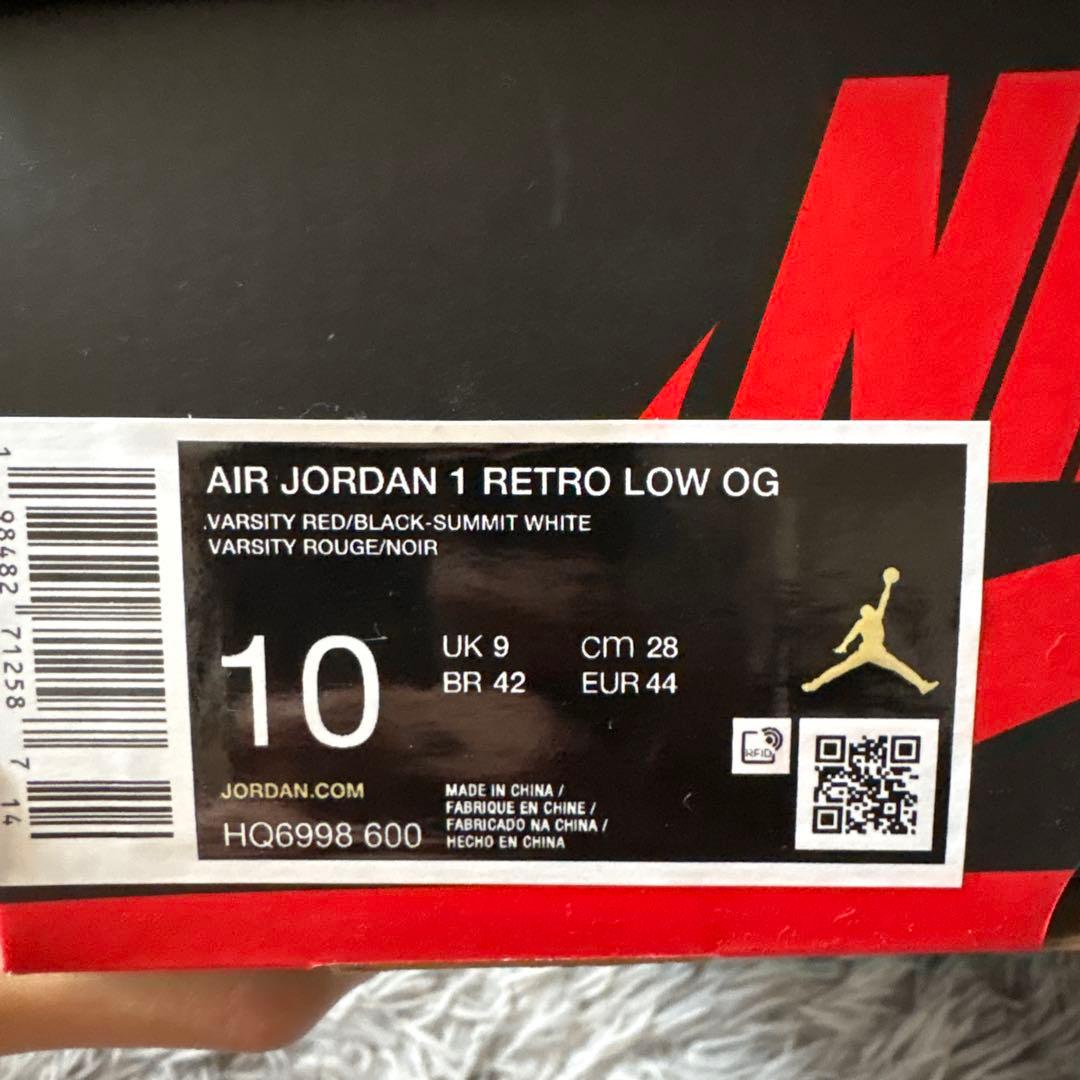 AIR JORDAN 1 RETRO LOW OG
VARSITY RED/BLACK-SUMMIT WHITE
VARSITY ROUGE/NOIR
10
UK 9
cm 28
BR 42
EUR 44
RFID
JORDAN.COM
HQ6998 600
MADE IN CHINA /
FABRIQUE EN CHINE /
FABRICADO NA CHINA /
HECHO EN CHINA
1 98482 71258 7 14